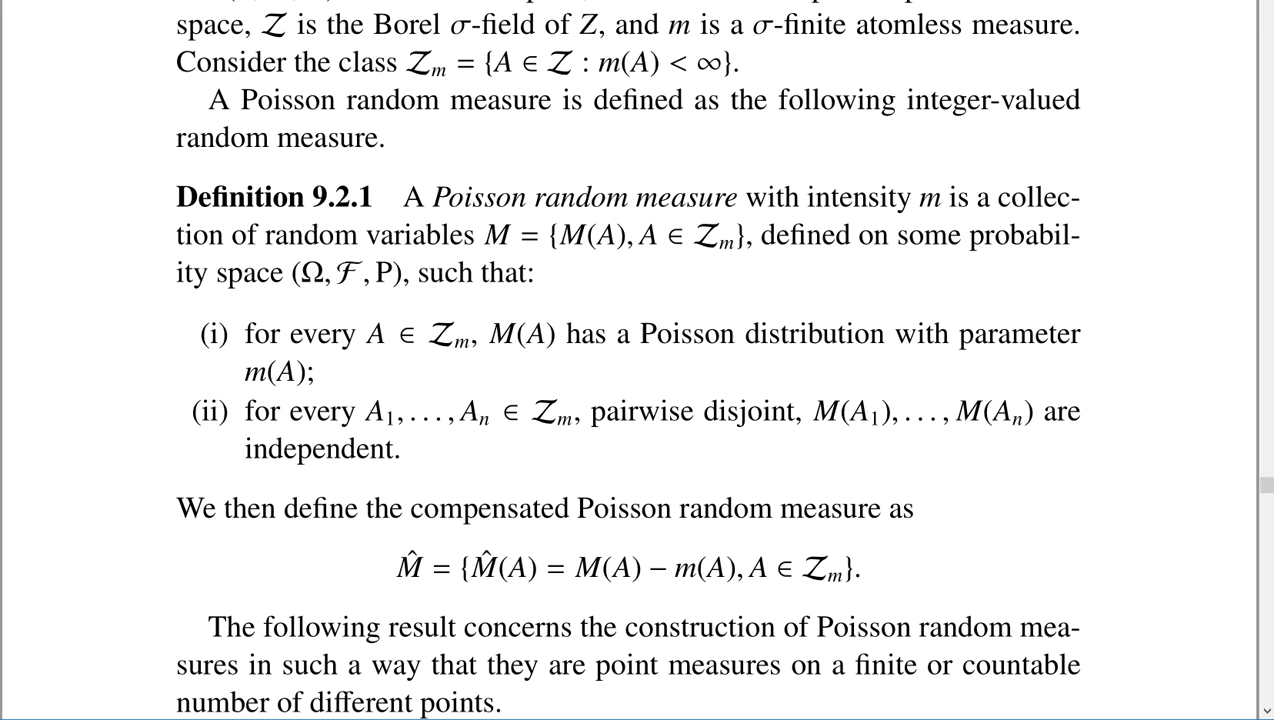 space, 𝒵 is the Borel σ-field of Z, and m is a σ-finite atomless measure.
Consider the class 𝒵ₘ = {A ∈ 𝒵 : m(A) < ∞}.
A Poisson random measure is defined as the following integer-valued
random measure.
Definition 9.2.1 A Poisson random measure with intensity m is a collec-
tion of random variables M = {M(A), A ∈ 𝒵ₘ}, defined on some probabil-
ity space (Ω, ℱ, P), such that:
(i) for every A ∈ 𝒵ₘ, M(A) has a Poisson distribution with parameter
m(A);
(ii) for every A₁, . . . , Aₙ ∈ 𝒵ₘ, pairwise disjoint, M(A₁), . . . , M(Aₙ) are
independent.
We then define the compensated Poisson random measure as
M̂ = {M̂(A) = M(A) − m(A), A ∈ 𝒵ₘ}.
The following result concerns the construction of Poisson random mea-
sures in such a way that they are point measures on a finite or countable
number of different points.